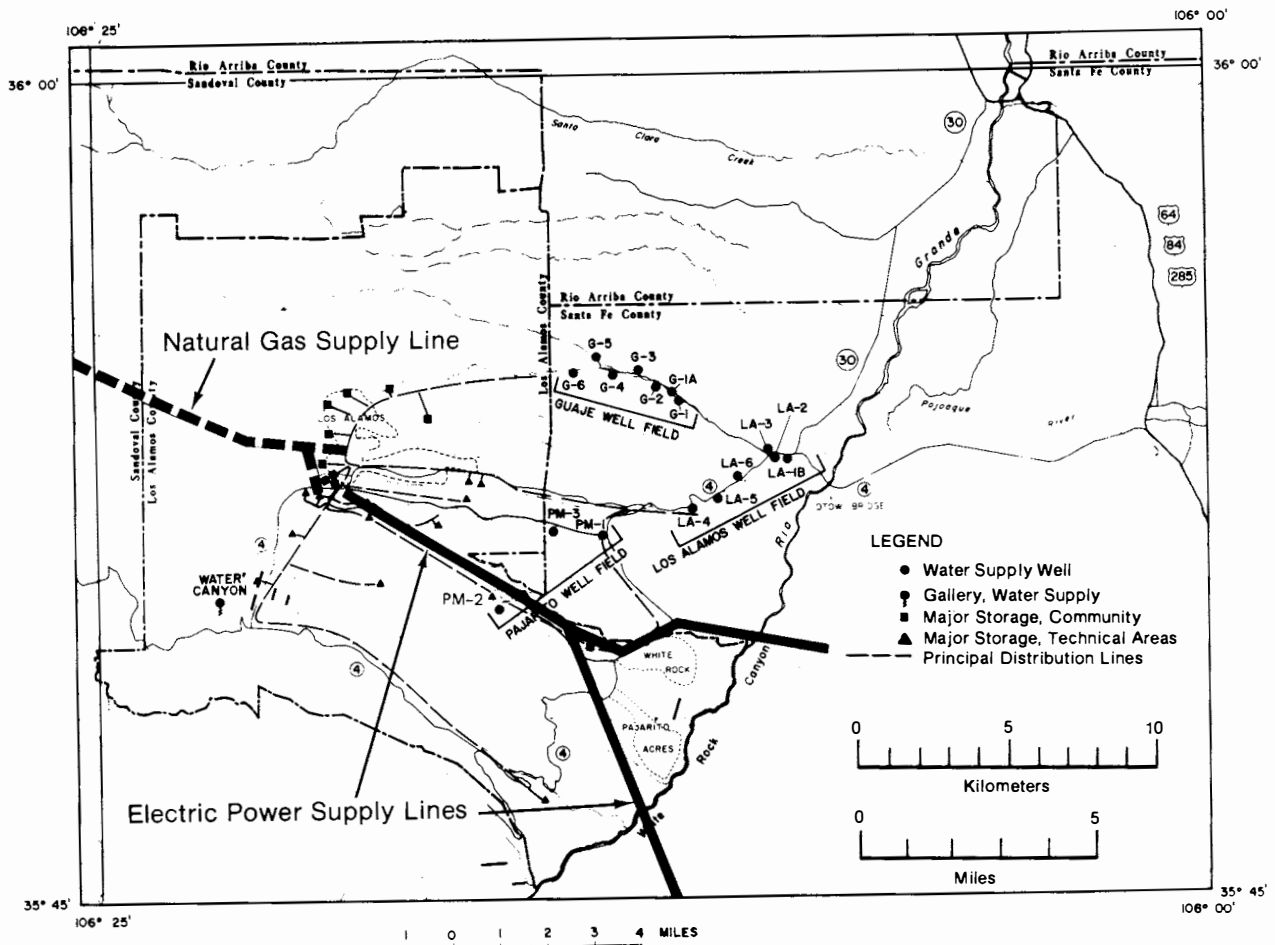 106° 25'
106° 00'
36° 00'
Rio Arriba County
Sandoval County
Rio Arriba County
Santa Fe County
36° 00'
Santa Clara Creek
30
64
84
285
Rio Arriba County
Santa Fe County
Los Alamos County
Grande
Natural Gas Supply Line
Sandoval County
Los Alamos County
LOS ALAMOS
G-5
G-3
G-6
G-4
G-1A
G-2
G-1
GUAJE WELL FIELD
30
Pojoaque River
LA-2
LA-3
LA-1B
LA-6
4
LA-5
LA-4
LOS ALAMOS WELL FIELD
4
OTOWI BRIDGE
RIO
PM-3
PM-1
PM-2
PAJARITO WELL FIELD
4
WATER
CANYON
4
WHITE
ROCK
PAJARITO
ACRES
4
Canyon
Rock
White
Electric Power Supply Lines
LEGEND
Water Supply Well
Gallery, Water Supply
Major Storage, Community
Major Storage, Technical Areas
Principal Distribution Lines
0 5 10
Kilometers
0 5
Miles
35° 45'
106° 25'
35° 45'
106° 00'
1 0 1 2 3 4 MILES